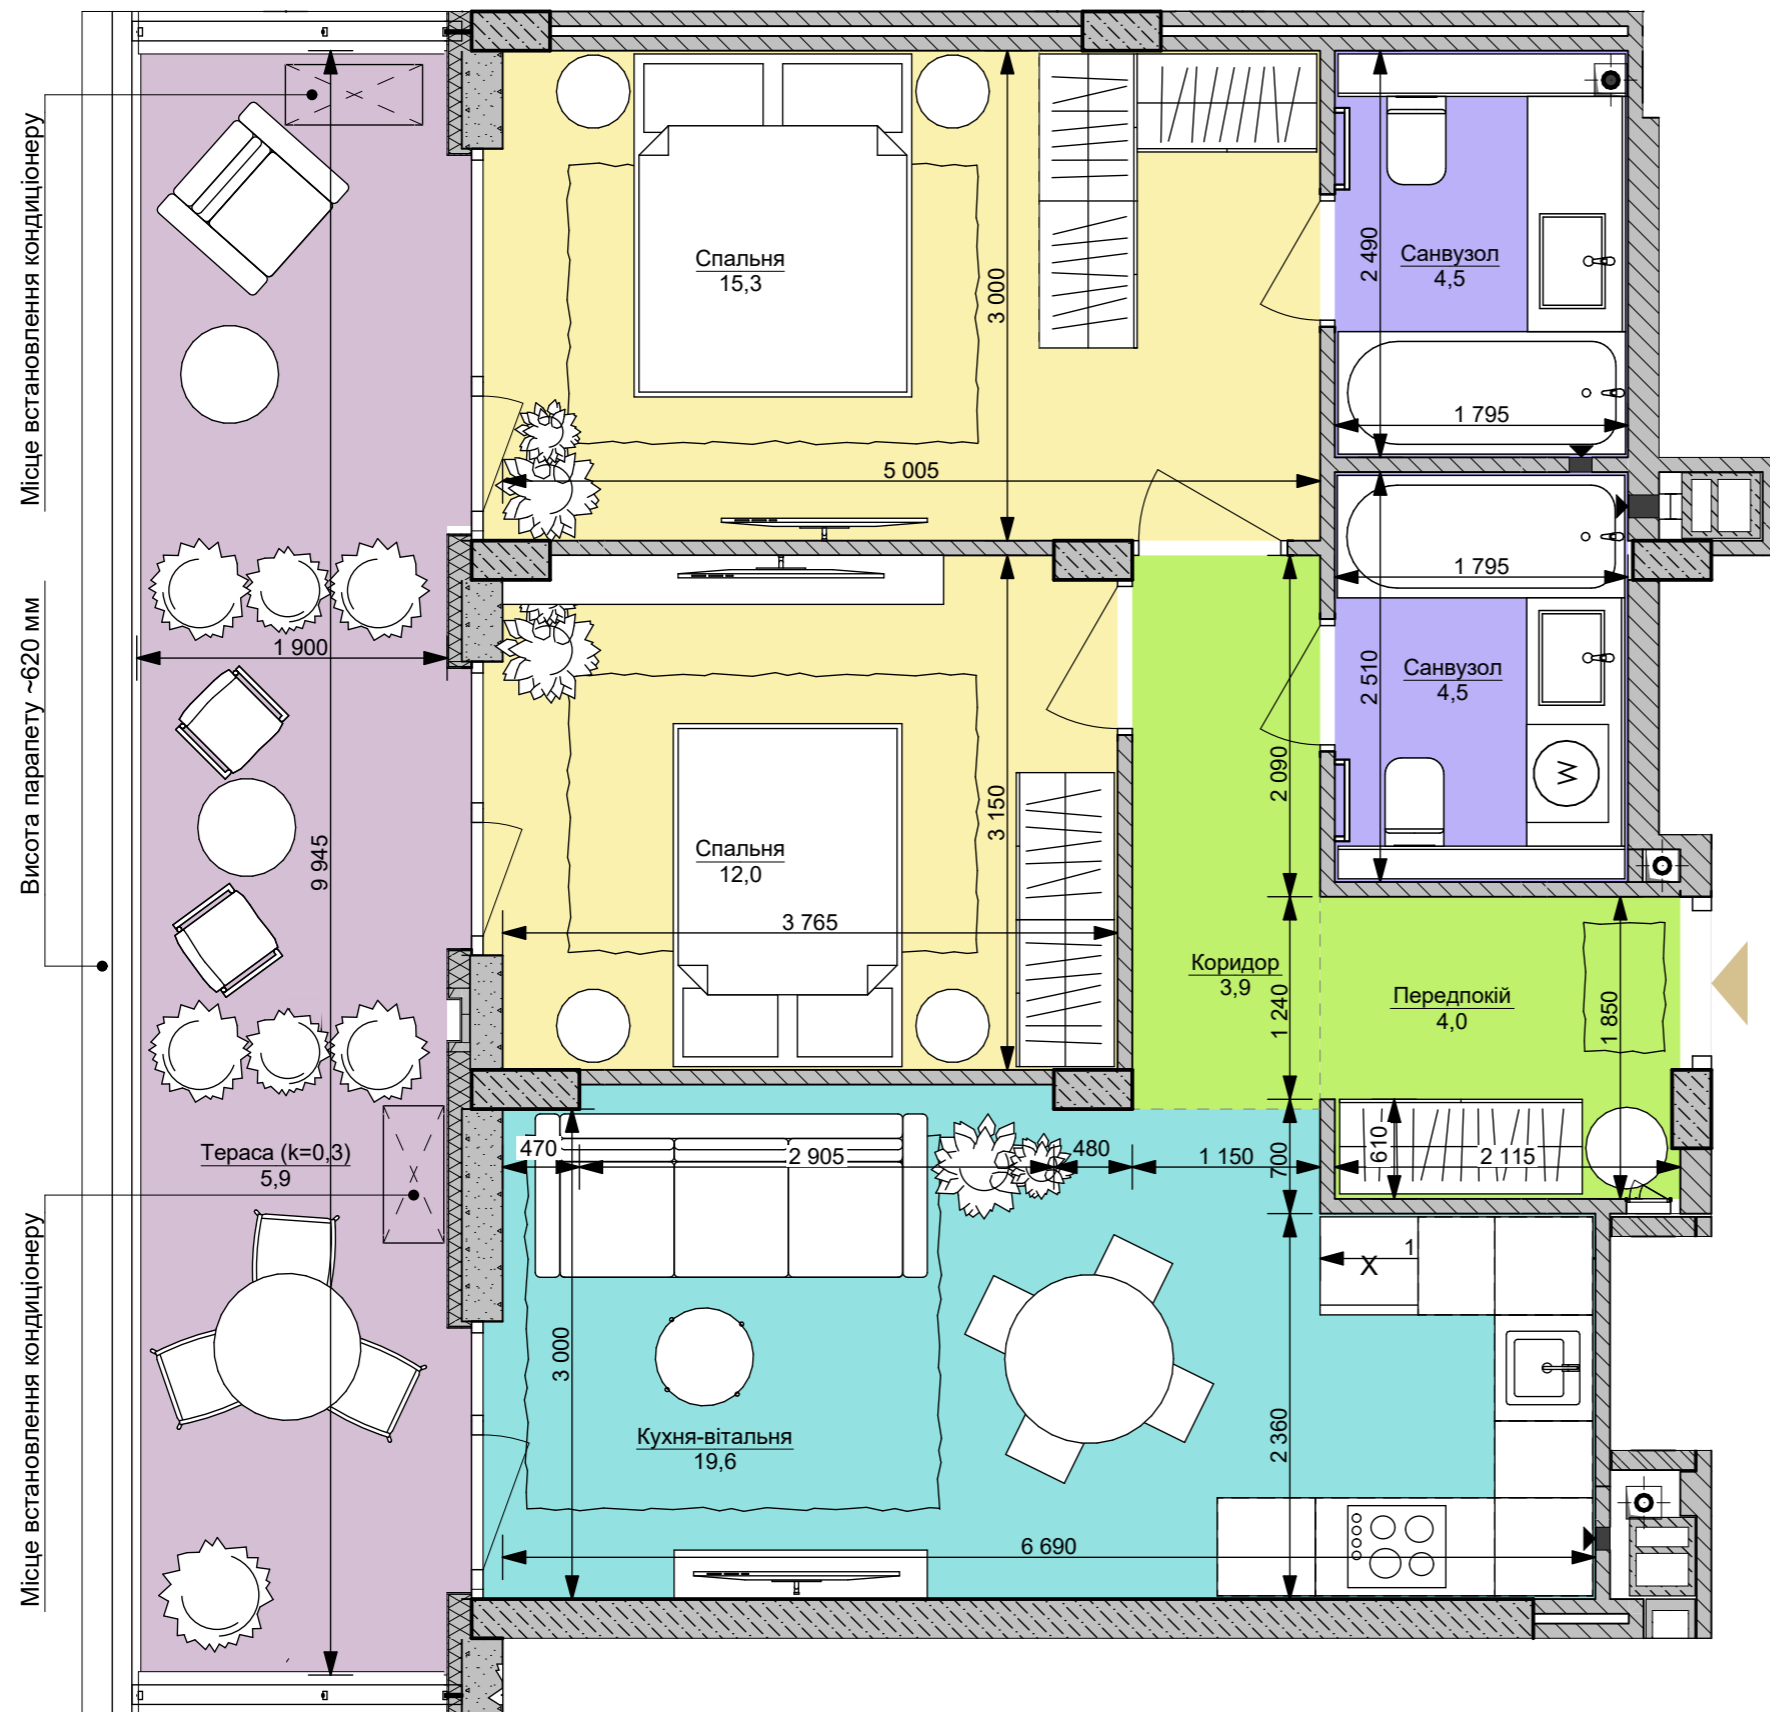 Місце встановлення кондиціонеру
Висота парапету ~620 мм
Місце встановлення кондиціонеру
Спальня
15,3
3 000
5 005
2 490
Санвузол
4,5
1 795
1 795
2 510
Санвузол
4,5
W
1 900
9 945
Спальня
12,0
3 150
3 765
2 090
Коридор
3,9
1 240
Передпокій
4,0
1 850
Тераса (k=0,3)
5,9
470
2 905
480
1 150
700
610
2 115
1
X
3 000
Кухня-вітальня
19,6
2 360
6 690